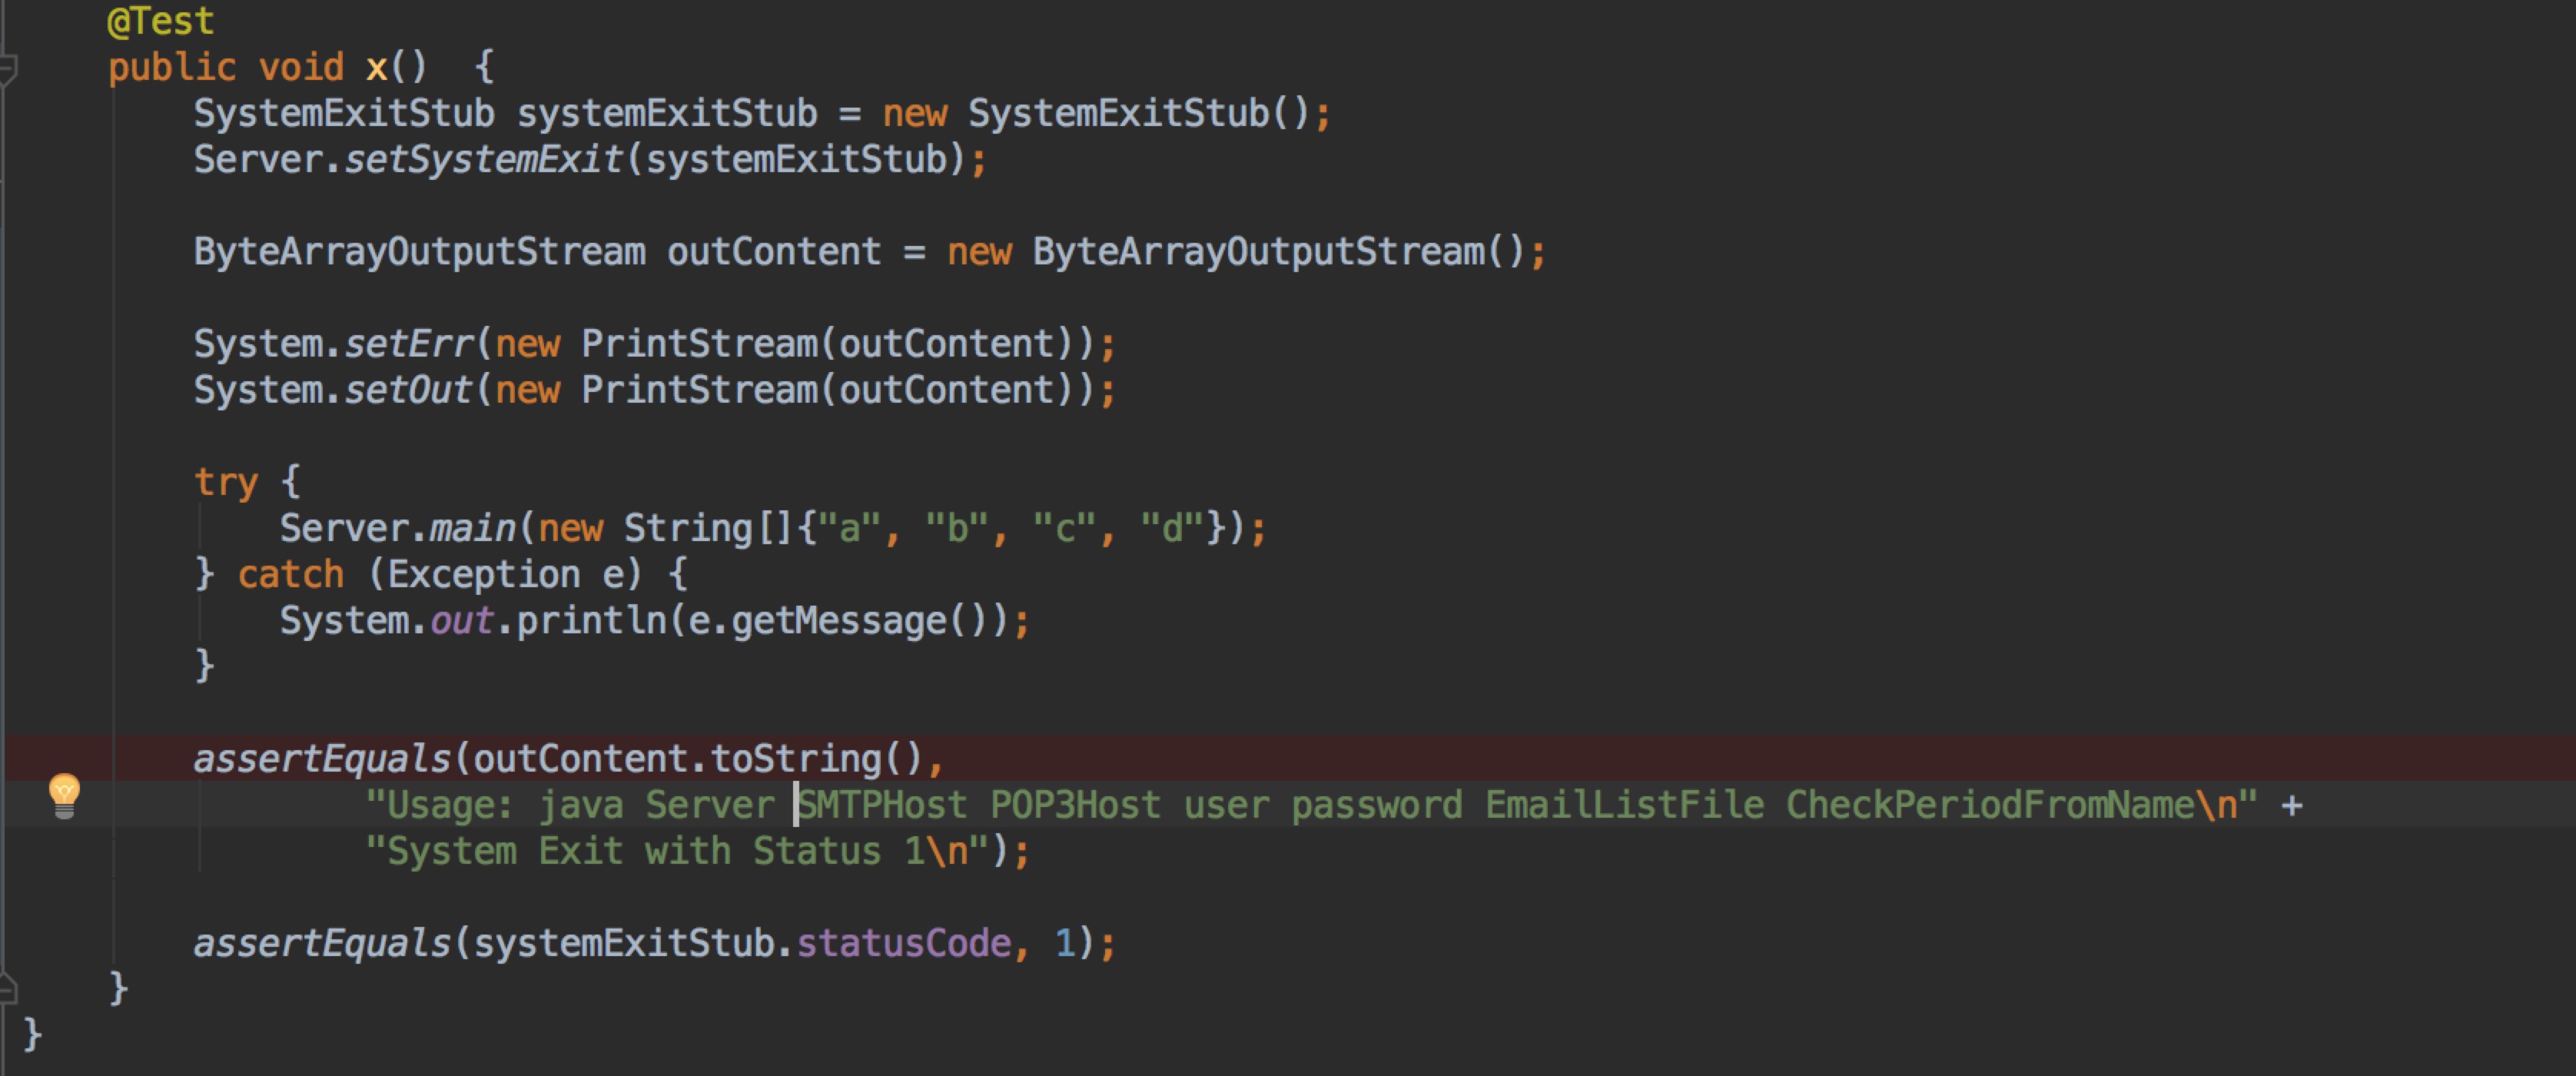 @Test
public void x()  {
SystemExitStub systemExitStub = new SystemExitStub();
Server.setSystemExit(systemExitStub);
ByteArrayOutputStream outContent = new ByteArrayOutputStream();
System.setErr(new PrintStream(outContent));
System.setOut(new PrintStream(outContent));
try {
Server.main(new String[]{"a", "b", "c", "d"});
} catch (Exception e) {
System.out.println(e.getMessage());
}
assertEquals(outContent.toString(),
"Usage: java Server SMTPHost POP3Host user password EmailListFile CheckPeriodFromName\n" +
"System Exit with Status 1\n");
assertEquals(systemExitStub.statusCode, 1);
}
}